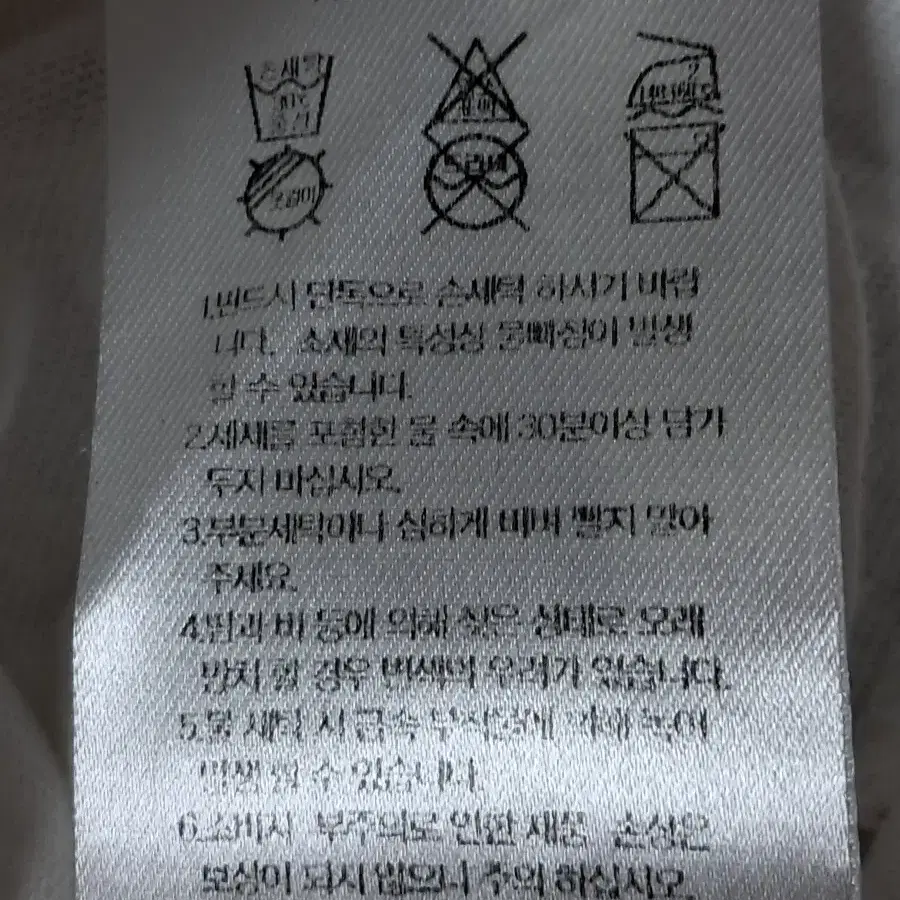 손세탁
30℃
중성
옷걸이
드라이
1.반드시 단독으로 손세탁 하시기 바랍
니다. 소재의 특성상 물빠짐이 발생
할 수 있습니다.
2.세제를 포함한 물 속에 30분이상 담가
두지 마십시오.
3.부분세탁이나 심하게 비벼 빨지 말아
주세요.
4.땀과 비 등에 의해 젖은 상태로 오래
방치 할 경우 변색의 우려가 있습니다.
5.물 세탁 시 금속 부착물에 의해 녹이
발생 할 수 있습니다.
6.소비자 부주의로 인한 제품 손상은
보상이 되지 않으니 주의 하십시오.